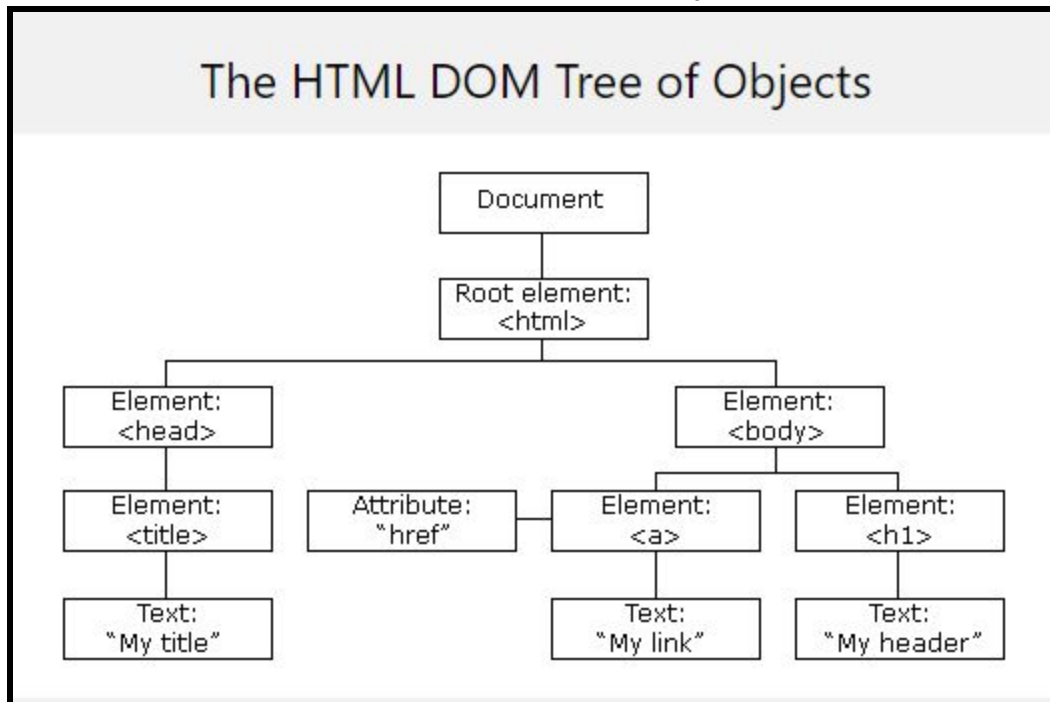 The HTML DOM Tree of Objects
Document
Root element:
<html>
Element:
<head>
Element:
<body>
Element:
<title>
Attribute:
“href”
Element:
<a>
Element:
<h1>
Text:
“My title”
Text:
“My link”
Text:
“My header”